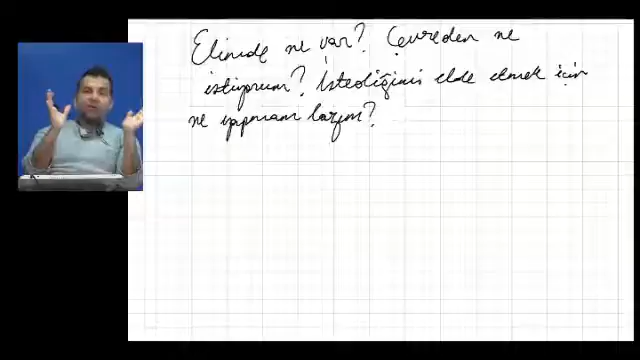 Elimde ne var? Çevreden ne
istiyorum? İstediğimi elde etmek için
ne yapmam lazım?